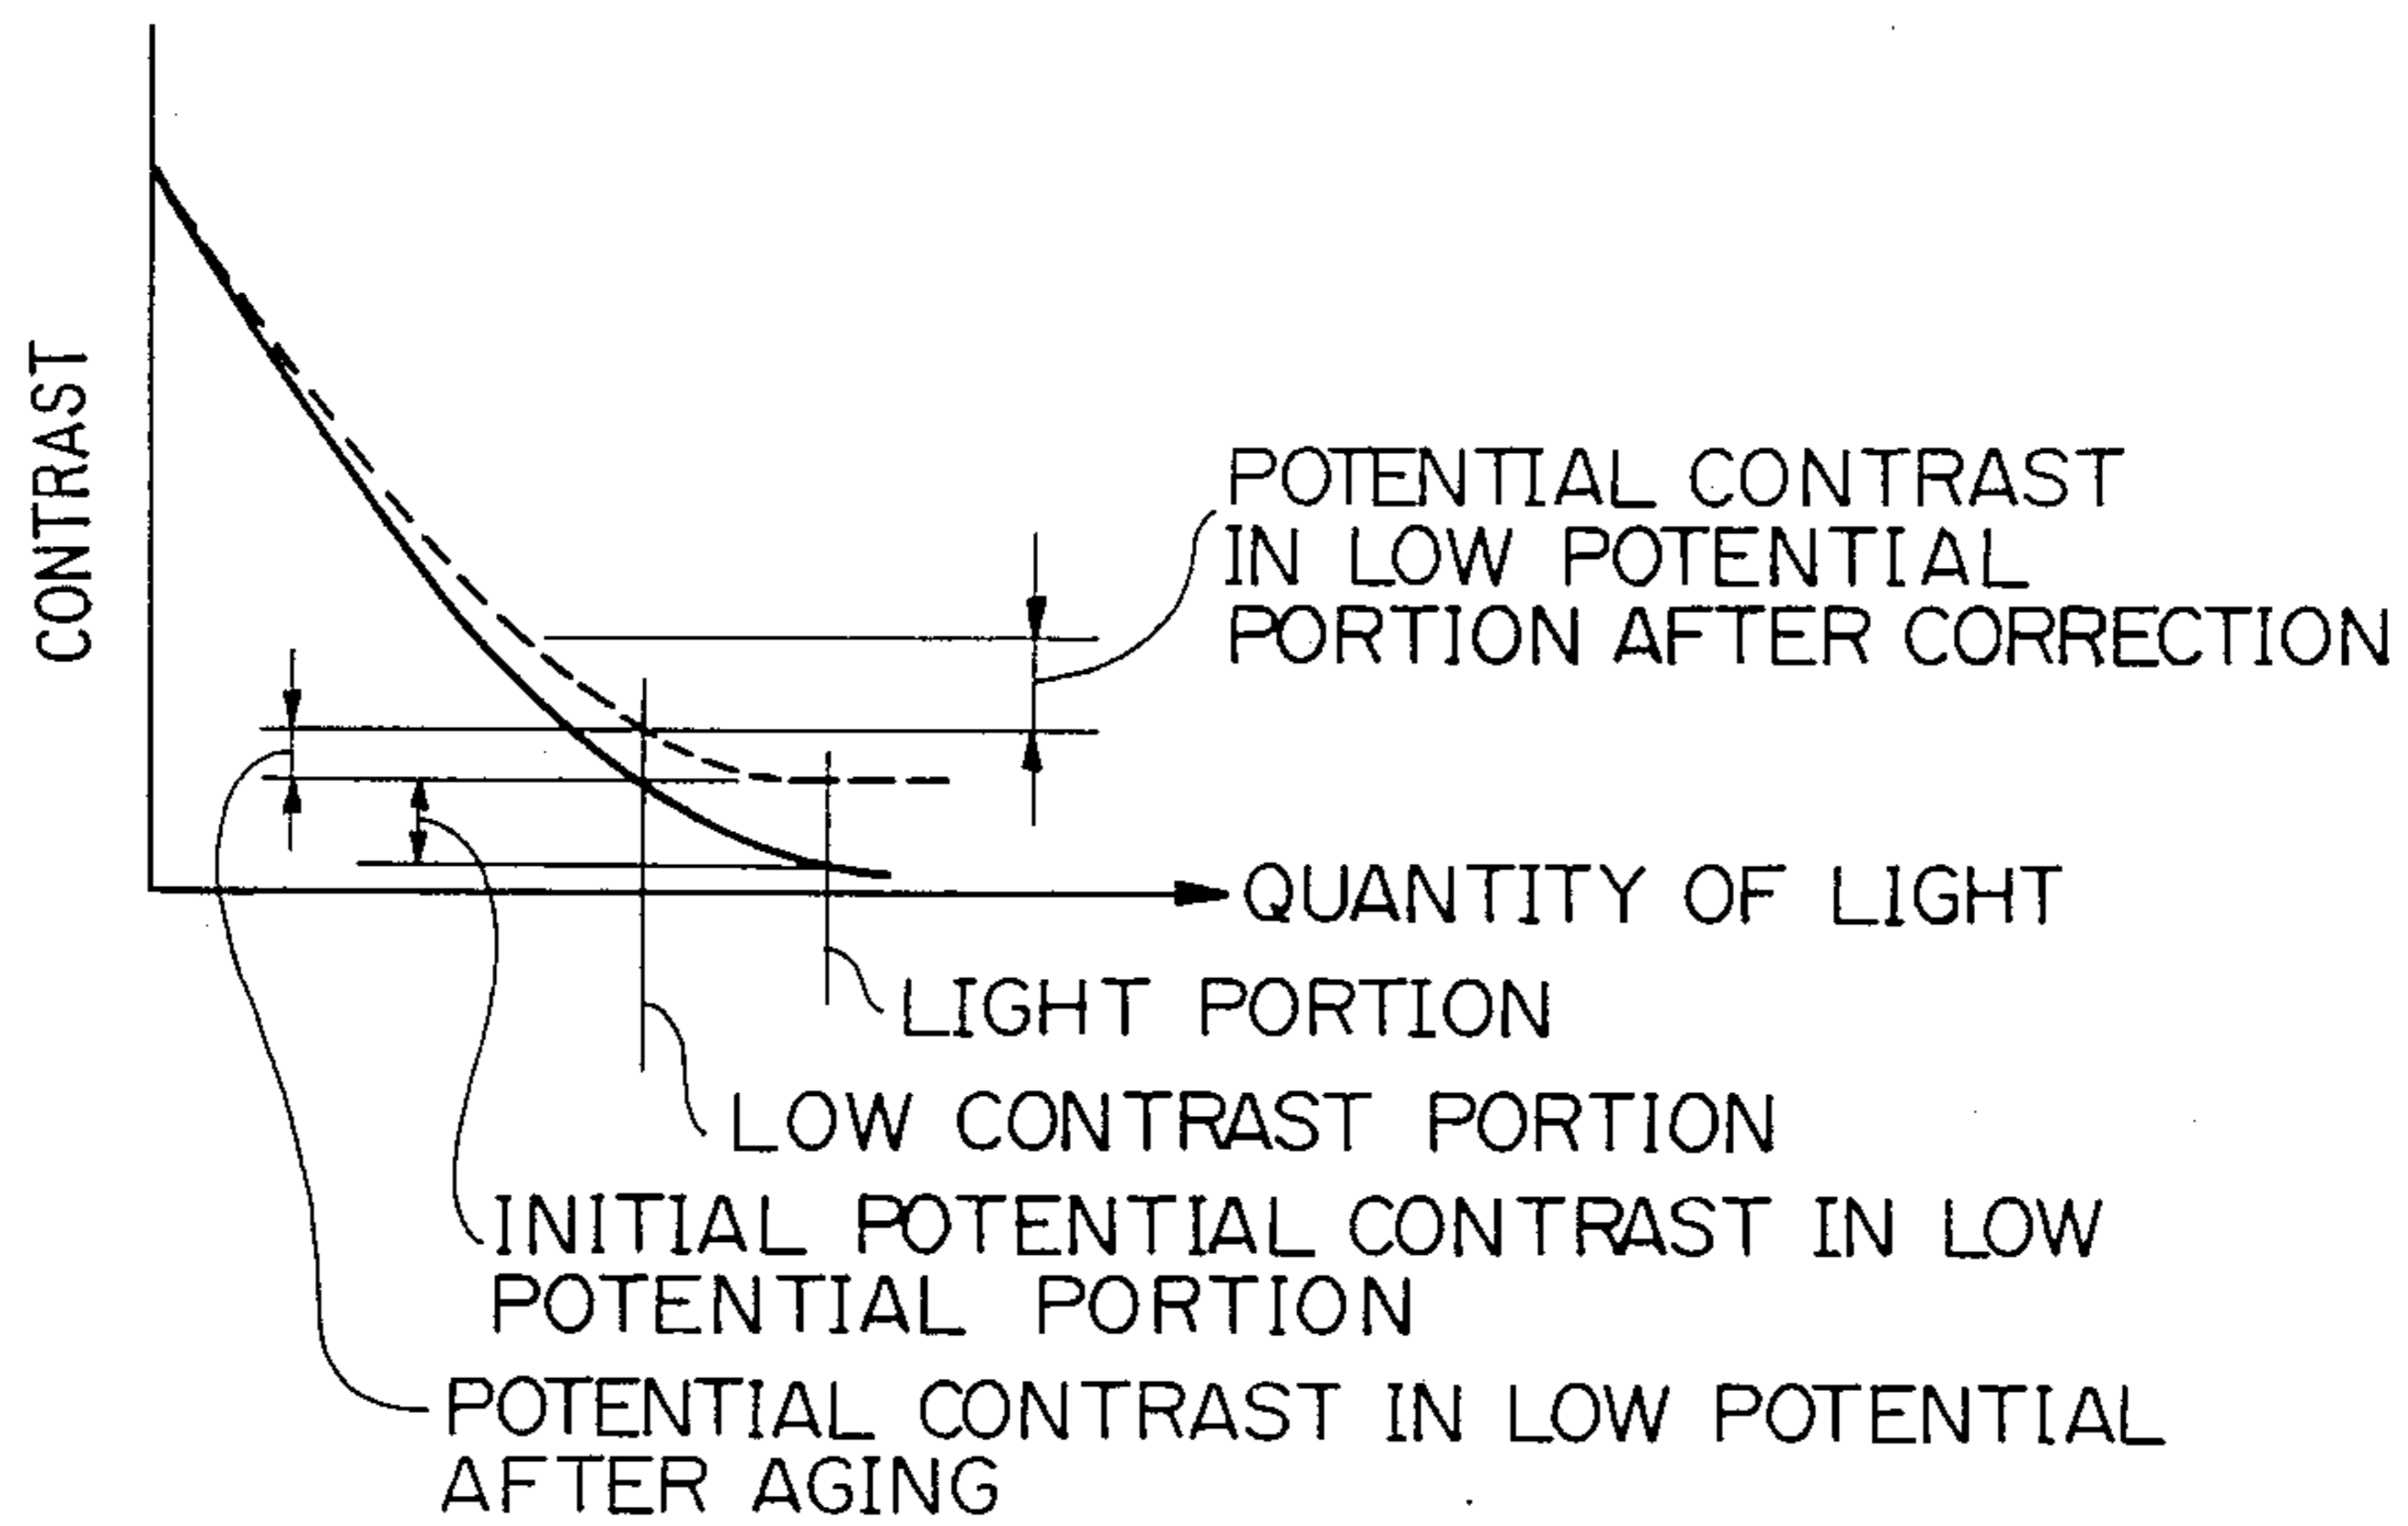 CONTRAST
POTENTIAL CONTRAST
IN LOW POTENTIAL
PORTION AFTER CORRECTION
QUANTITY OF LIGHT
LIGHT PORTION
LOW CONTRAST PORTION
INITIAL POTENTIAL CONTRAST IN LOW
POTENTIAL PORTION
POTENTIAL CONTRAST IN LOW POTENTIAL
AFTER AGING